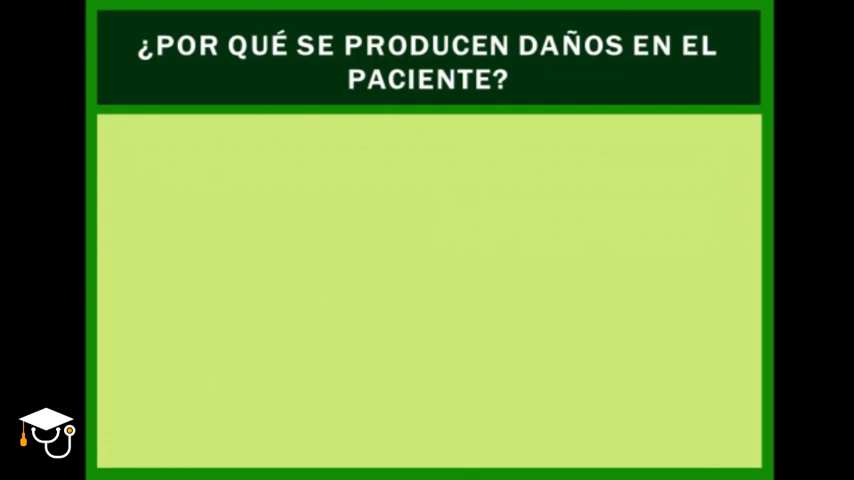 ¿POR QUÉ SE PRODUCEN DAÑOS EN EL
PACIENTE?